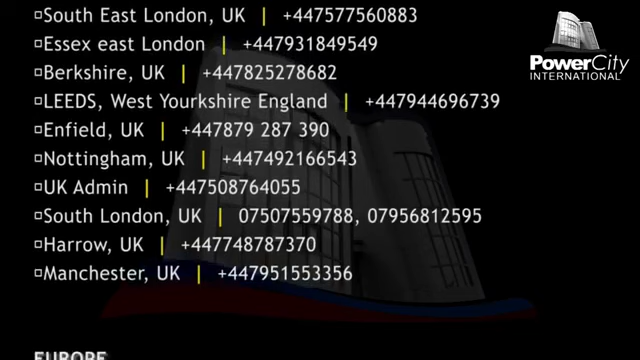 South East London, UK | +447577560883
Essex east London | +447931849549
Berkshire, UK | +447825278682
LEEDS, West Yourkshire England | +447944696739
Enfield, UK | +447879 287 390
Nottingham, UK | +447492166543
UK Admin | +447508764055
South London, UK | 07507559788, 07956812595
Harrow, UK | +447748787370
Manchester, UK | +447951553356
EUROPE
PowerCity
INTERNATIONAL